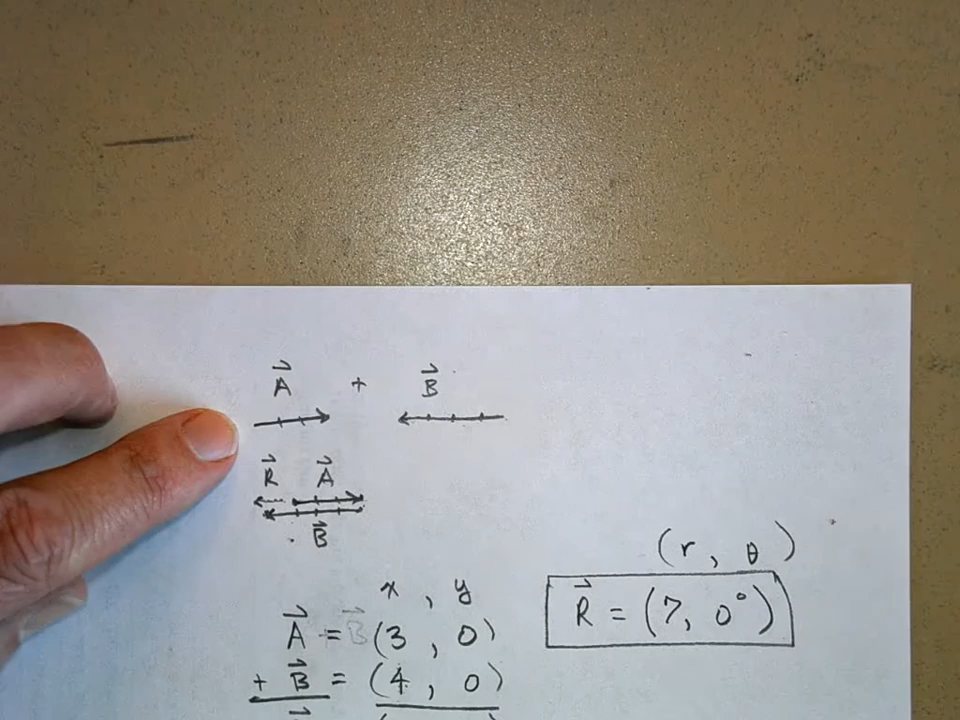 A⃗ + B⃗
R⃗ A⃗
B⃗
x , y
A⃗ = (3 , 0)
+ B⃗ = (4 , 0)
(r , θ)
R⃗ = (7, 0°)